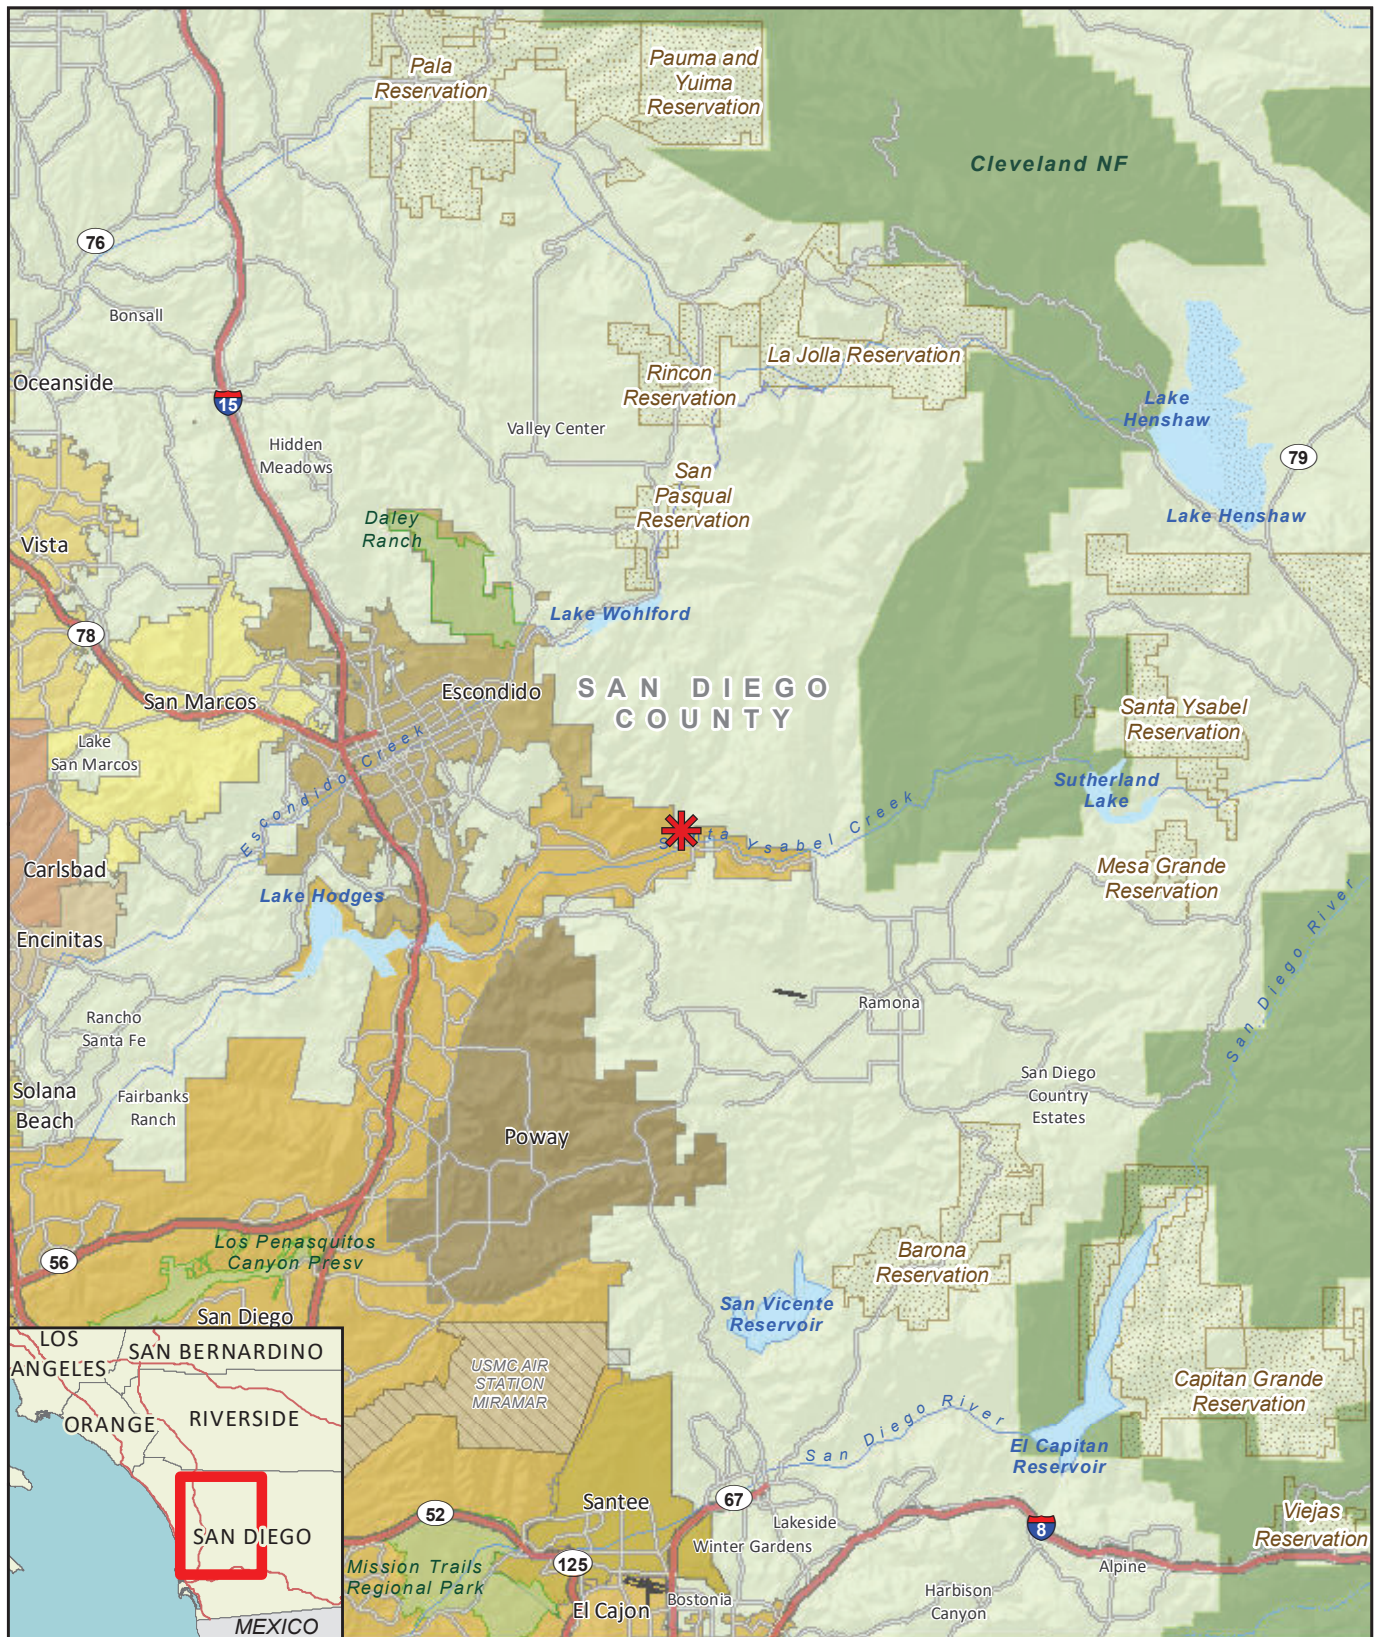 Pala
Reservation
Pauma and
Yuima
Reservation
Cleveland NF
76
Bonsall
Oceanside
15
Hidden
Meadows
Valley Center
Rincon
Reservation
La Jolla Reservation
Lake
Henshaw
79
Lake Henshaw
San
Pasqual
Reservation
Daley
Ranch
Vista
78
Lake Wohlford
San Marcos
Escondido
SAN DIEGO
COUNTY
Santa Ysabel
Reservation
Lake
San Marcos
Escondido Creek
Sutherland
Lake
Santa Ysabel Creek
Carlsbad
Mesa Grande
Reservation
Lake Hodges
Encinitas
San Diego River
Rancho
Santa Fe
Ramona
Solana
Beach
Fairbanks
Ranch
San Diego
Country
Estates
Poway
56
Los Penasquitos
Canyon Presv
Barona
Reservation
San Diego
San Vicente
Reservoir
USMC AIR
STATION
MIRAMAR
Capitan Grande
Reservation
San Diego River
El Capitan
Reservoir
Santee
67
52
Lakeside
Winter Gardens
8
Viejas
Reservation
125
Alpine
Mission Trails
Regional Park
El Cajon
Bostonia
Harbison
Canyon
LOS
ANGELES
SAN BERNARDINO
ORANGE
RIVERSIDE
SAN DIEGO
MEXICO